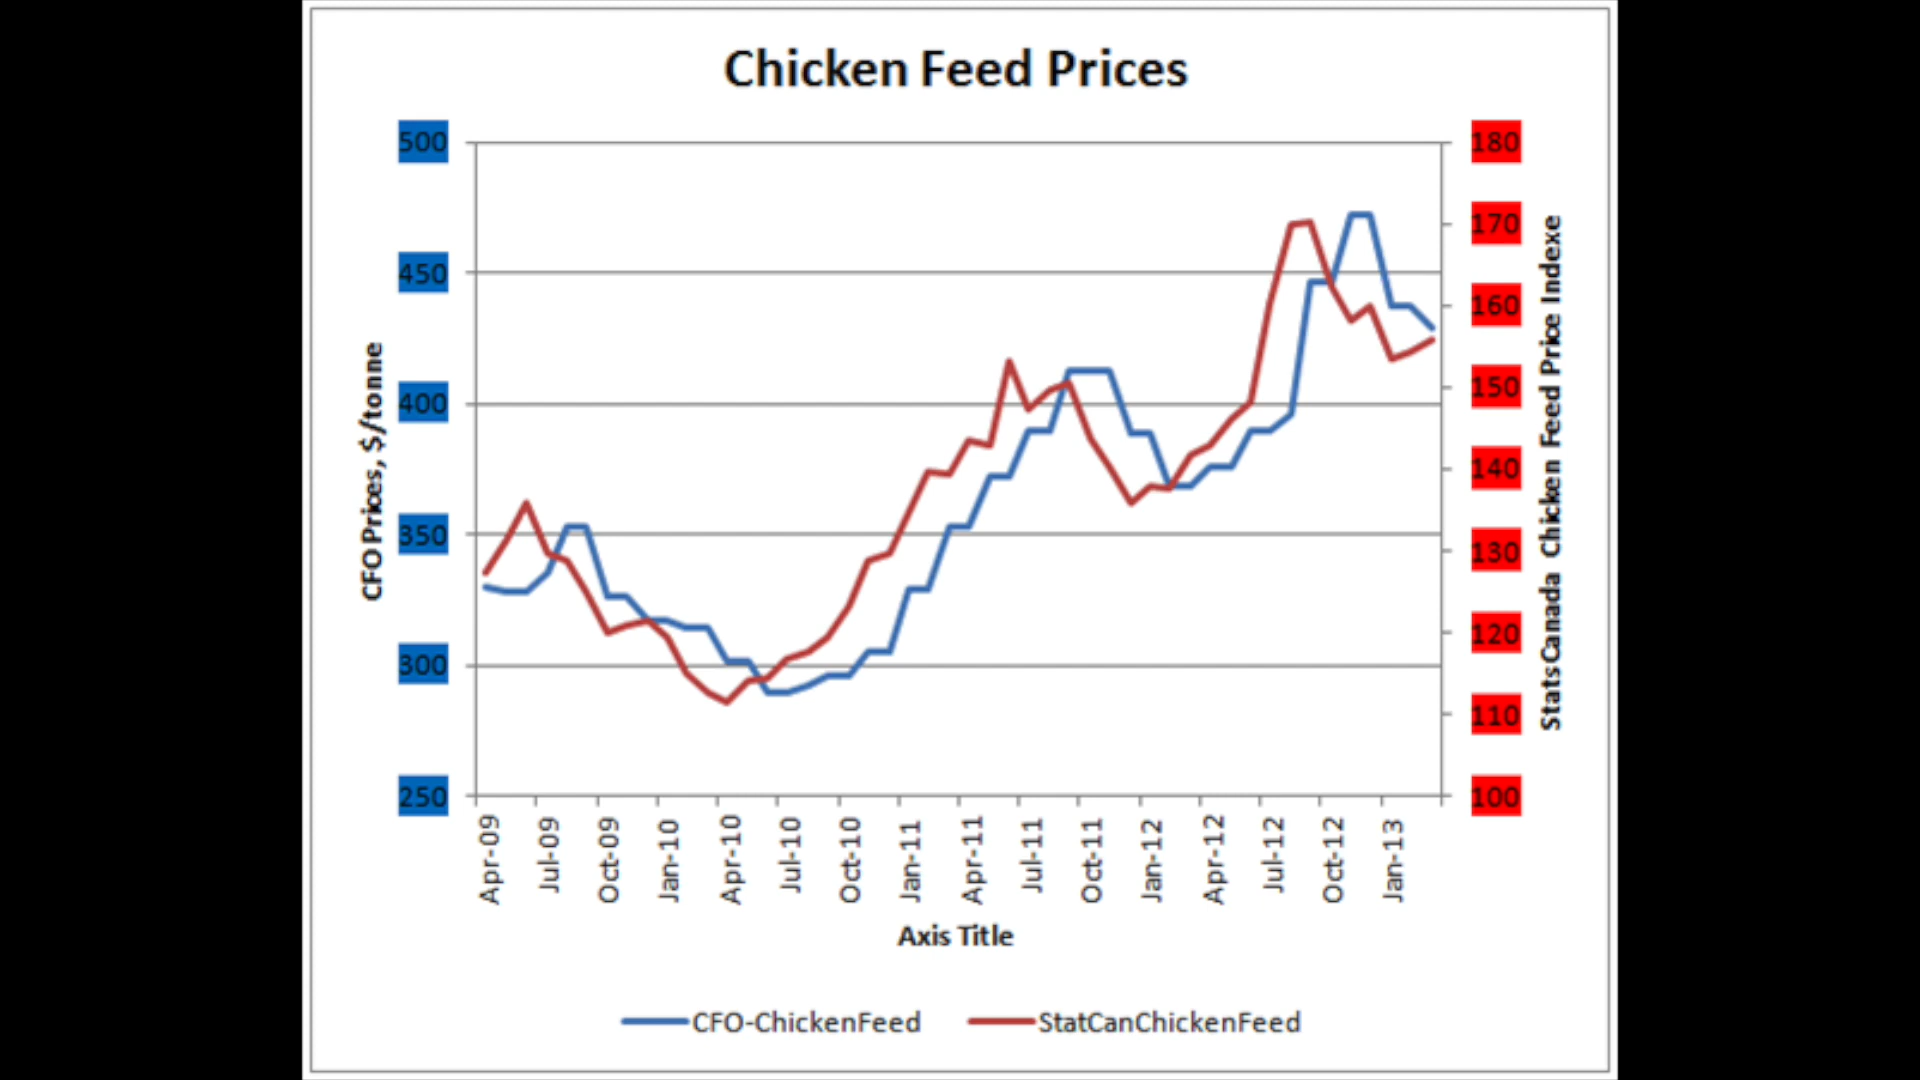 Chicken Feed Prices
500
450
400
350
300
250
CFO Prices, $/tonne
180
170
160
150
140
130
120
110
100
StatsCanada Chicken Feed Price Indexe
Apr-09
Jul-09
Oct-09
Jan-10
Apr-10
Jul-10
Oct-10
Jan-11
Apr-11
Jul-11
Oct-11
Jan-12
Apr-12
Jul-12
Oct-12
Jan-13
Axis Title
CFO-ChickenFeed
StatCanChickenFeed